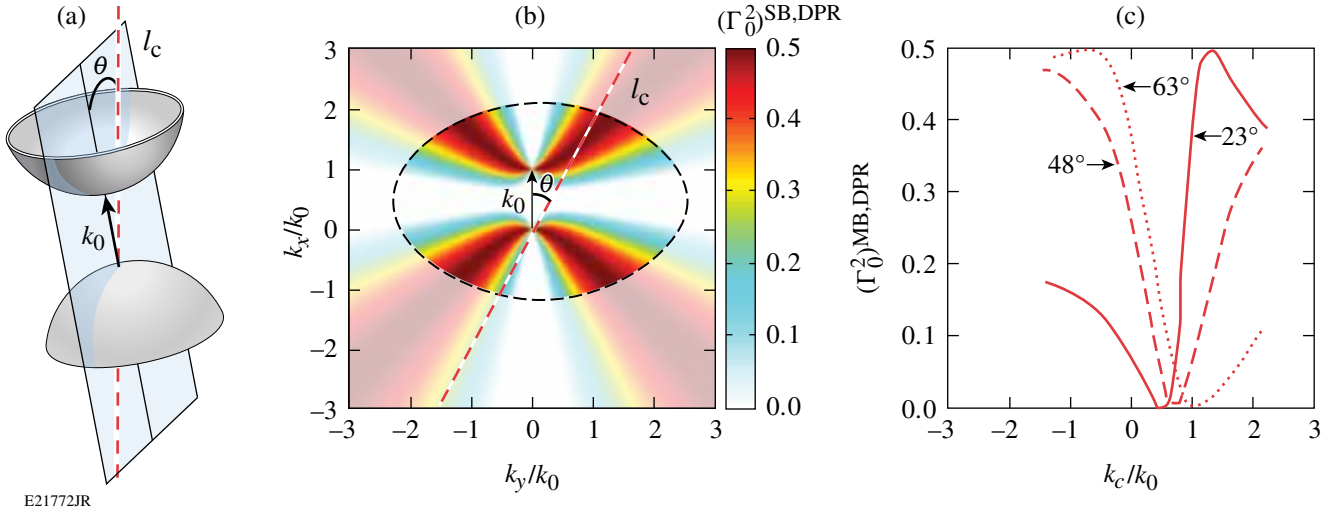 (a)
l_c
θ
k_0
E21772JR
(b)
(Γ_0^2)^SB,DPR
3
2
1
0
−1
−2
−3
k_x/k_0
−3
−2
−1
0
1
2
3
k_y/k_0
l_c
k_0
θ
0.5
0.4
0.3
0.2
0.1
0.0
(c)
(Γ_0^2)^MB,DPR
0.5
0.4
0.3
0.2
0.1
0.0
63°
23°
48°
−3
−2
−1
0
1
2
3
k_c/k_0